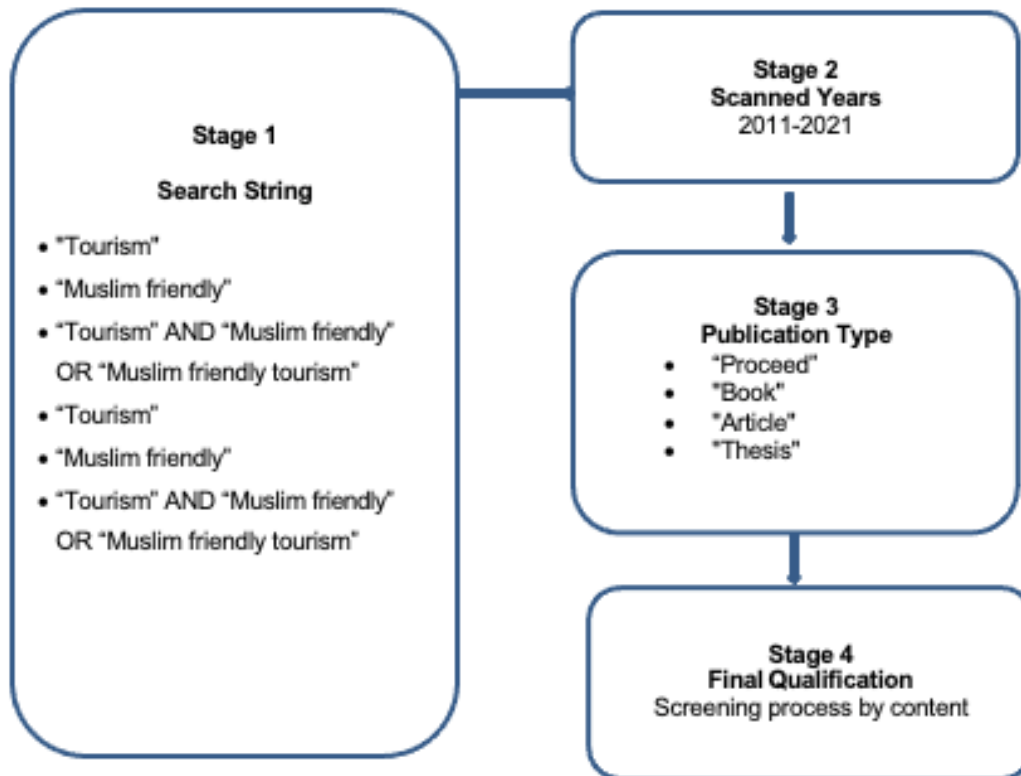 Stage 1
Search String
• "Tourism"
• “Muslim friendly”
• “Tourism” AND “Muslim friendly”
OR “Muslim friendly tourism”
• “Tourism”
• “Muslim friendly”
• “Tourism” AND “Muslim friendly”
OR “Muslim friendly tourism”
Stage 2
Scanned Years
2011-2021
Stage 3
Publication Type
• “Proceed”
• "Book"
• "Article"
• "Thesis"
Stage 4
Final Qualification
Screening process by content